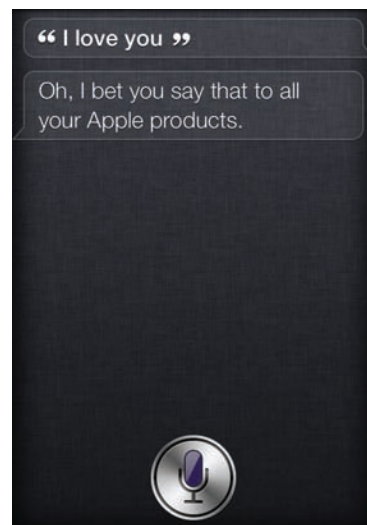 “ I love you ”
Oh, I bet you say that to all
your Apple products.